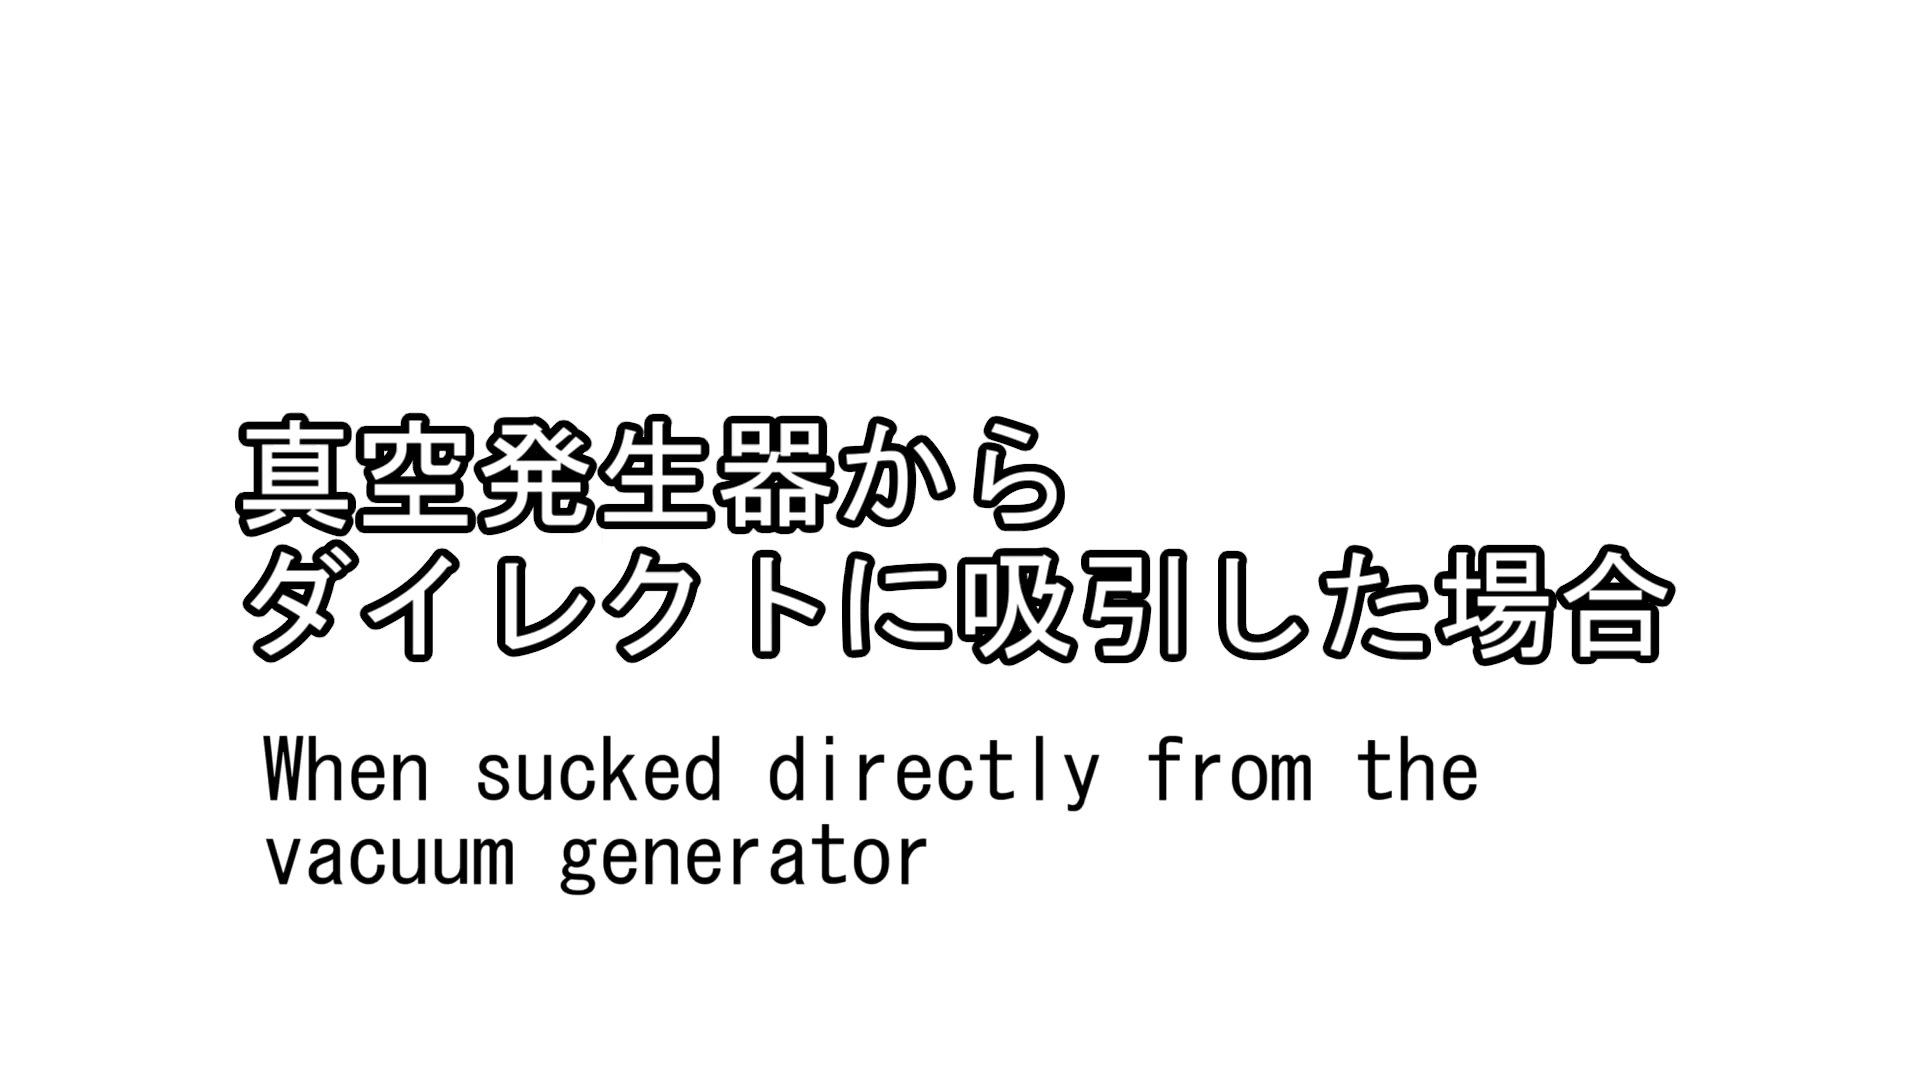 真空発生器から
ダイレクトに吸引した場合
When sucked directly from the
vacuum generator